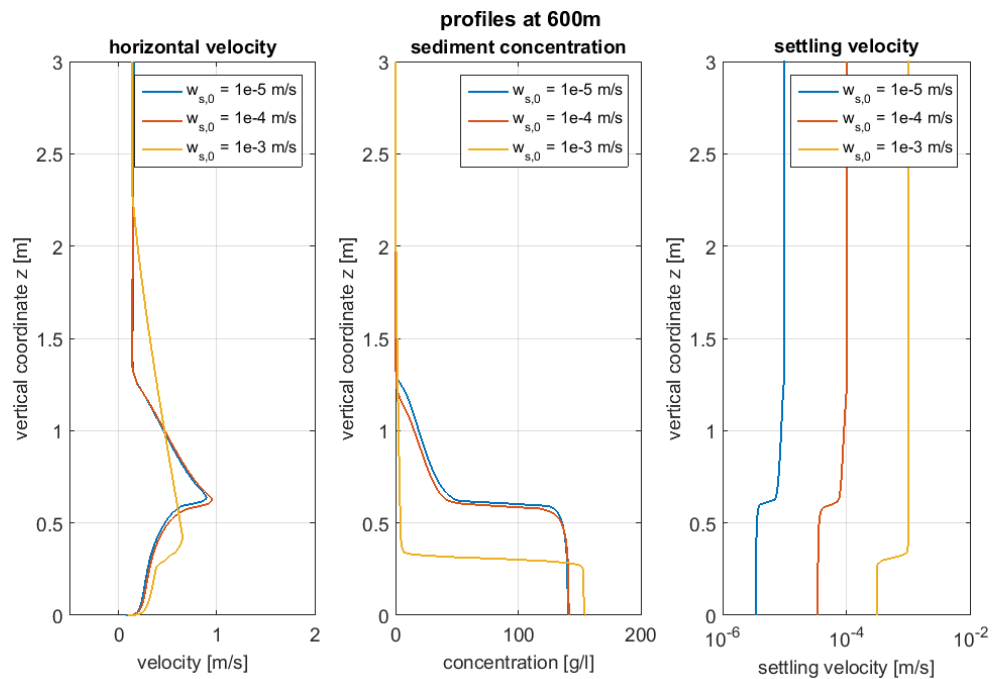 profiles at 600m
horizontal velocity
3
2.5
2
1.5
1
0.5
0
0
1
2
vertical coordinate z [m]
velocity [m/s]
w_s,0 = 1e-5 m/s
w_s,0 = 1e-4 m/s
w_s,0 = 1e-3 m/s
sediment concentration
3
2.5
2
1.5
1
0.5
0
0
100
200
vertical coordinate z [m]
concentration [g/l]
w_s,0 = 1e-5 m/s
w_s,0 = 1e-4 m/s
w_s,0 = 1e-3 m/s
settling velocity
3
2.5
2
1.5
1
0.5
0
10^-6
10^-4
10^-2
vertical coordinate z [m]
settling velocity [m/s]
w_s,0 = 1e-5 m/s
w_s,0 = 1e-4 m/s
w_s,0 = 1e-3 m/s